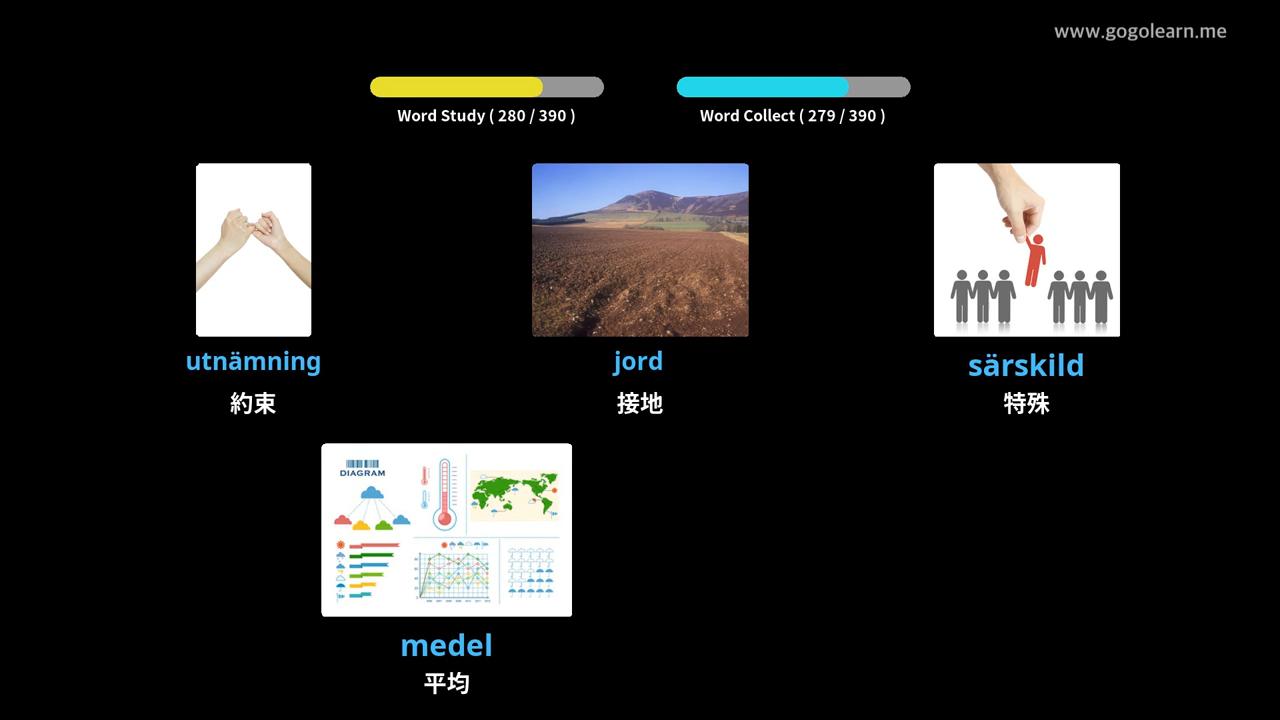 www.gogolearn.me
Word Study ( 280 / 390 )
Word Collect ( 279 / 390 )
utnämning
約束
jord
接地
särskild
特殊
DIAGRAM
medel
平均